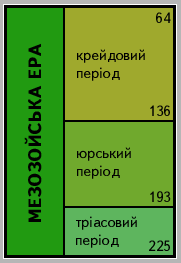 МЕЗОЗОЙСЬКА ЕРА
64
крейдовий
період
136
юрський
період
193
тріасовий
період
225